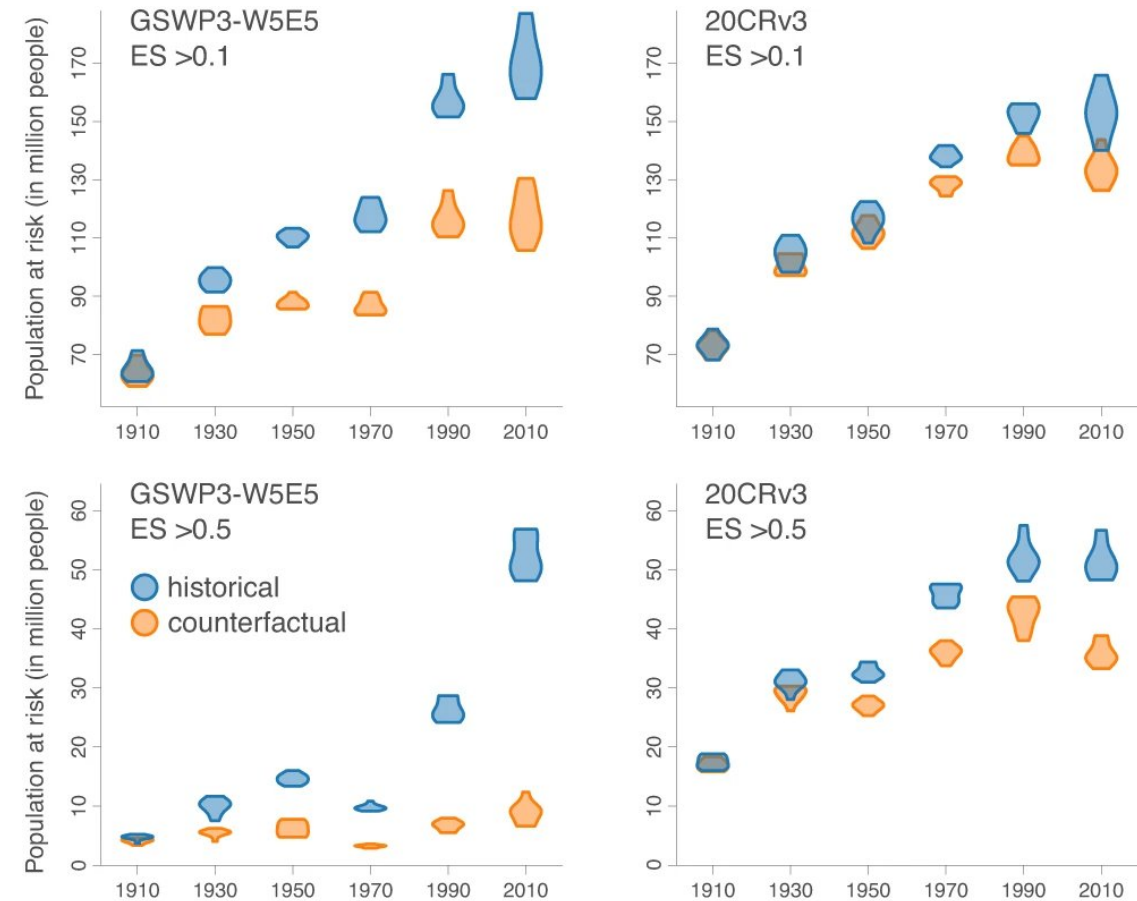 GSWP3-W5E5
ES >0.1
Population at risk (in million people)
170
150
130
110
90
70
1910 1930 1950 1970 1990 2010
20CRv3
ES >0.1
170
150
130
110
90
70
1910 1930 1950 1970 1990 2010
GSWP3-W5E5
ES >0.5
historical
counterfactual
Population at risk (in million people)
60
50
40
30
20
10
0
1910 1930 1950 1970 1990 2010
20CRv3
ES >0.5
60
50
40
30
20
10
0
1910 1930 1950 1970 1990 2010